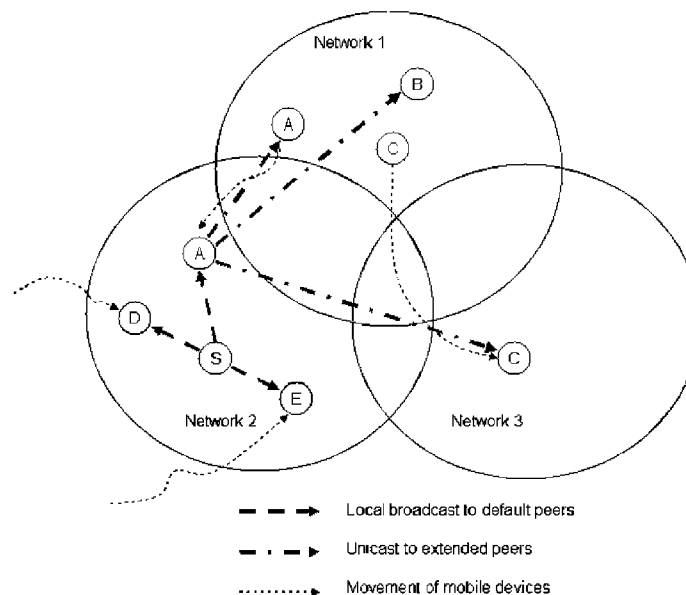 Network 1
B
A
C
A
D
S
C
E
Network 2
Network 3
Local broadcast to default peers
Unicast to extended peers
Movement of mobile devices